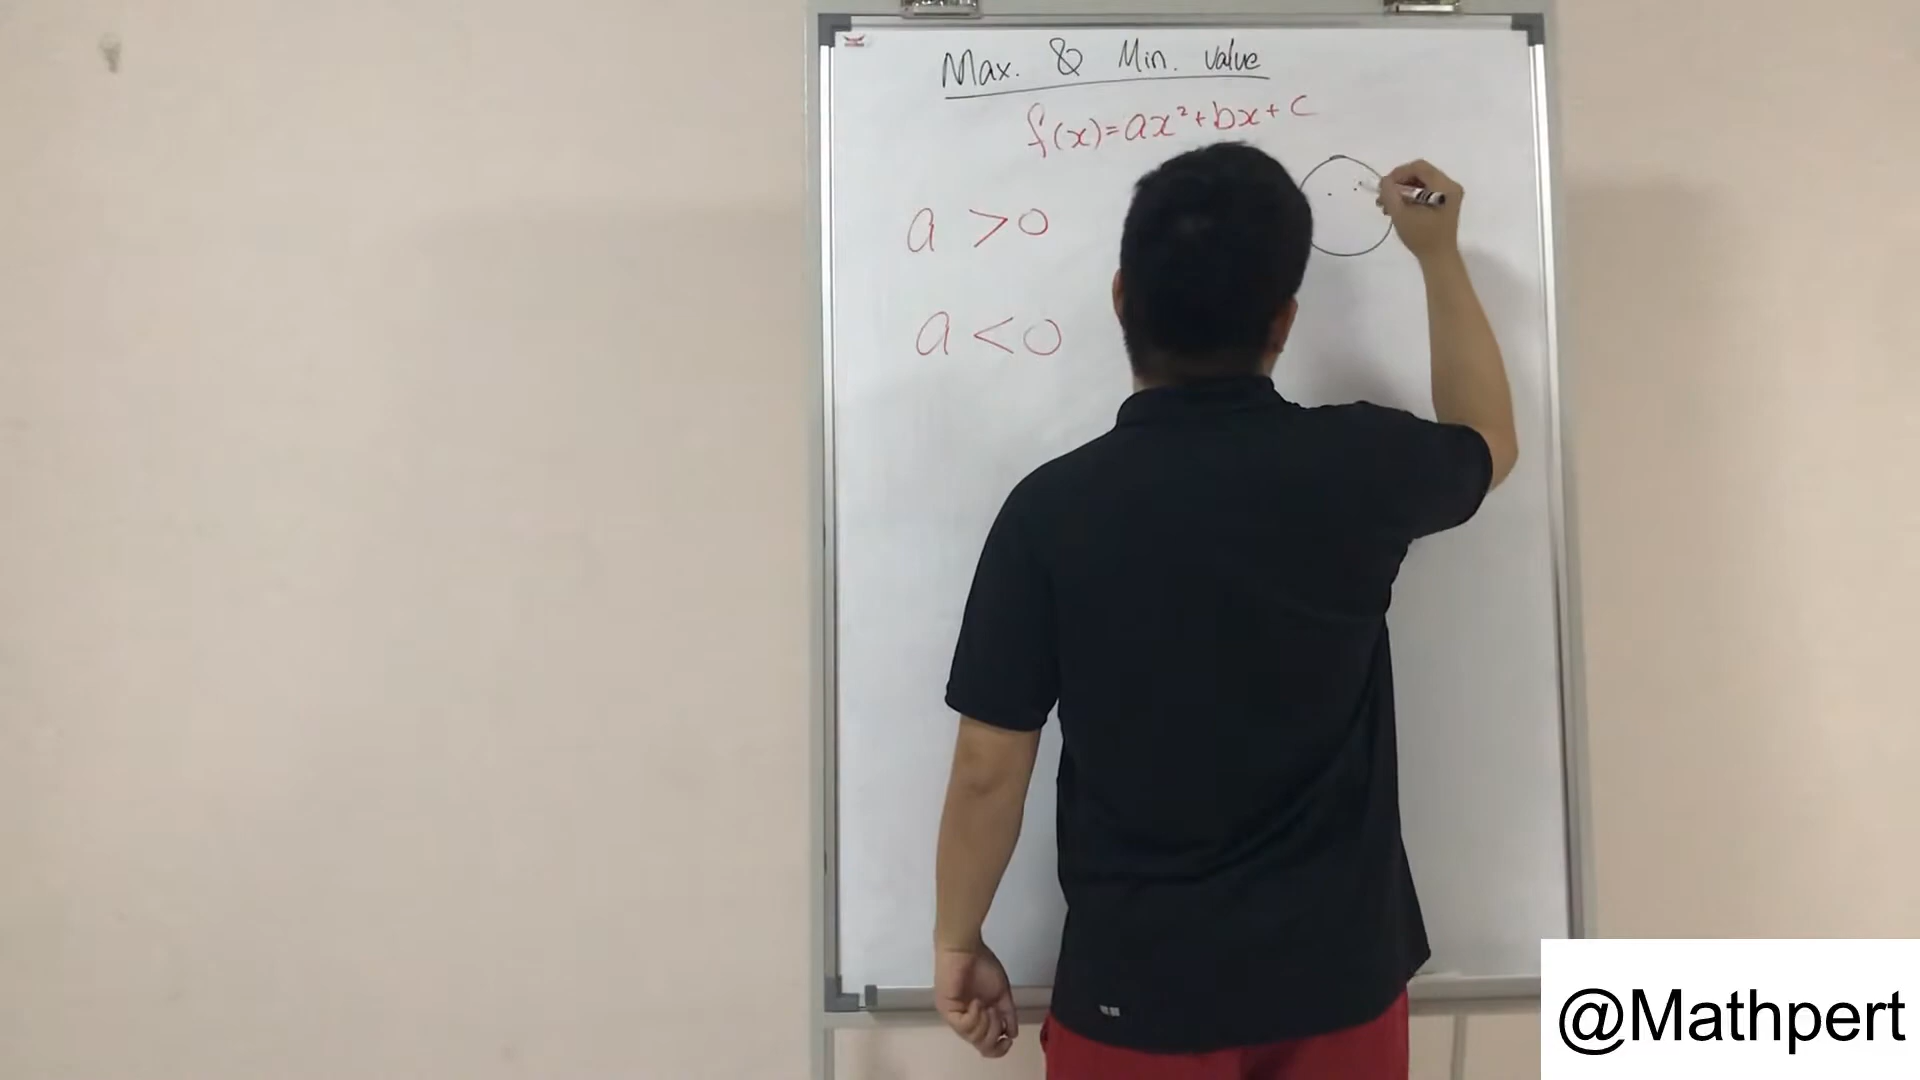 Max. & Min. value
f(x)=ax²+bx+c
a >0
a <0
@Mathpert